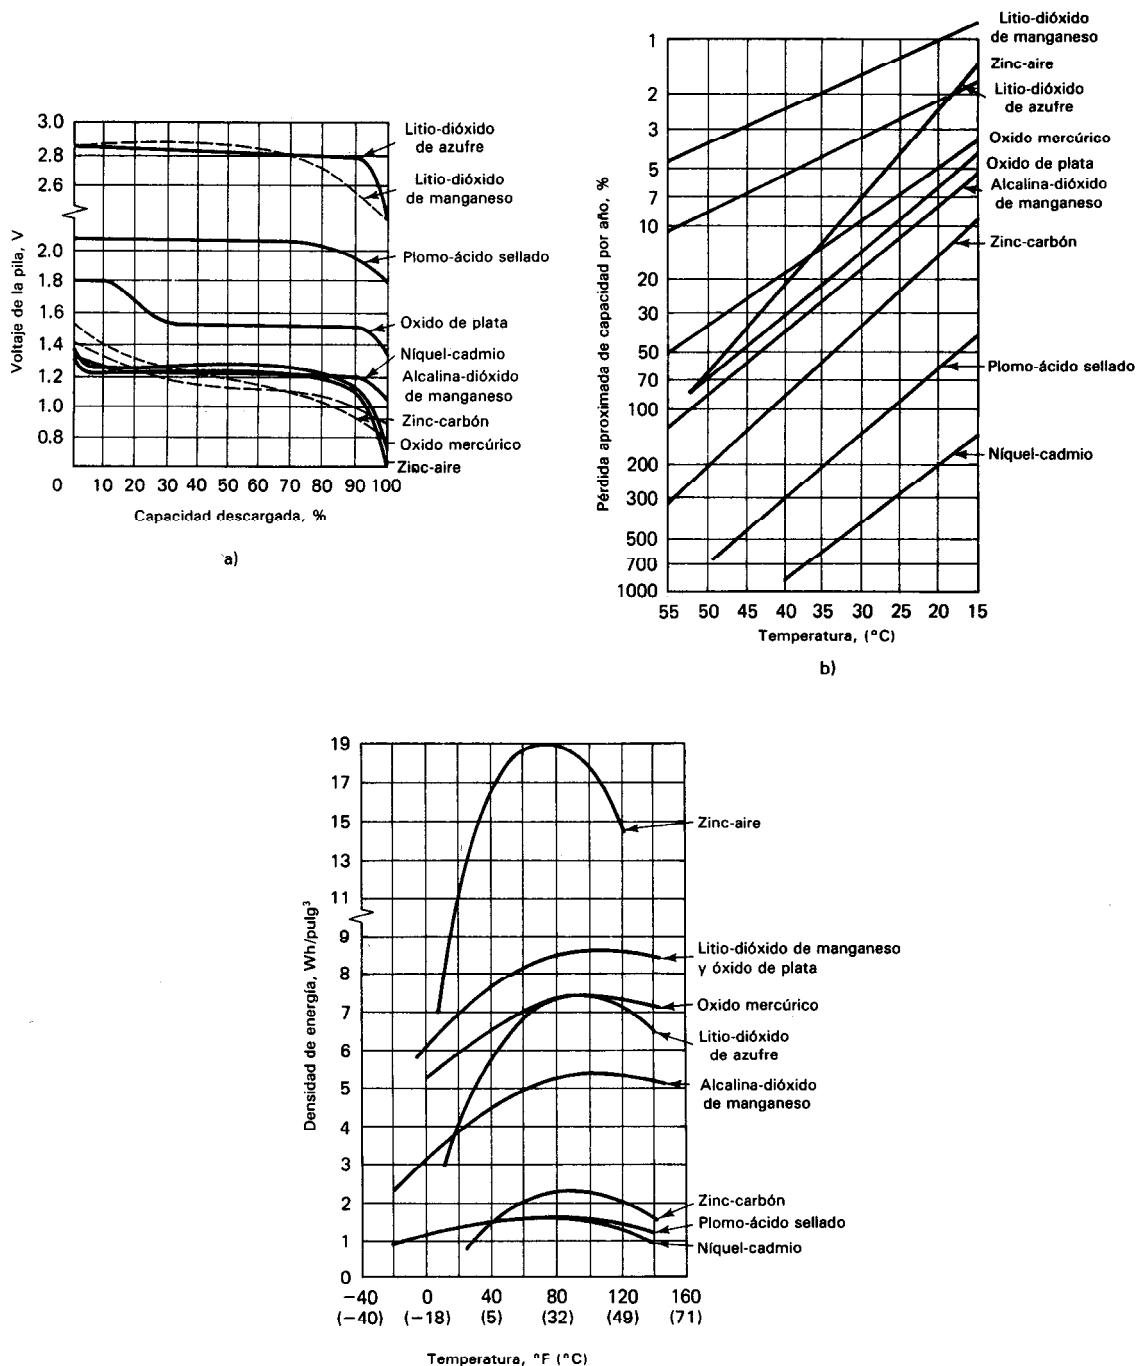 Voltaje de la pila, V
3.0
2.8
2.6
2.0
1.8
1.6
1.4
1.2
1.0
0.8
0 10 20 30 40 50 60 70 80 90 100
Capacidad descargada, %
Litio-dióxido
de azufre
Litio-dióxido
de manganeso
Plomo-ácido sellado
Oxido de plata
Níquel-cadmio
Alcalina-dióxido
de manganeso
Zinc-carbón
Oxido mercúrico
Zinc-aire
a)
Pérdida aproximada de capacidad por año, %
1
2
3
5
7
10
20
30
50
70
100
200
300
500
700
1000
55 50 45 40 35 30 25 20 15
Temperatura, (°C)
Litio-dióxido
de manganeso
Zinc-aire
Litio-dióxido
de azufre
Oxido mercúrico
Oxido de plata
Alcalina-dióxido
de manganeso
Zinc-carbón
Plomo-ácido sellado
Níquel-cadmio
b)
Densidad de energía, Wh/pulg³
19
17
15
13
11
9
8
7
6
5
4
3
2
1
0
−40 0 40 80 120 160
(−40) (−18) (5) (32) (49) (71)
Temperatura, °F (°C)
Zinc-aire
Litio-dióxido de manganeso
y óxido de plata
Oxido mercúrico
Litio-dióxido
de azufre
Alcalina-dióxido
de manganeso
Zinc-carbón
Plomo-ácido sellado
Níquel-cadmio